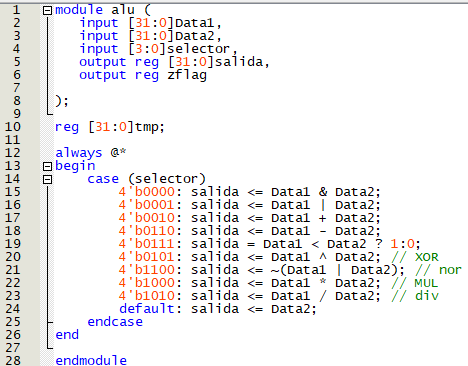 1 module alu (
2 input [31:0]Data1,
3 input [31:0]Data2,
4 input [3:0]selector,
5 output reg [31:0]salida,
6 output reg zflag
7
8 );
9
10 reg [31:0]tmp;
11
12 always @*
13 begin
14 case (selector)
15 4'b0000: salida <= Data1 & Data2;
16 4'b0001: salida <= Data1 | Data2;
17 4'b0010: salida <= Data1 + Data2;
18 4'b0110: salida <= Data1 - Data2;
19 4'b0111: salida = Data1 < Data2 ? 1:0;
20 4'b0101: salida <= Data1 ^ Data2; // XOR
21 4'b1100: salida <= ~(Data1 | Data2); // nor
22 4'b1000: salida <= Data1 * Data2; // MUL
23 4'b1010: salida <= Data1 / Data2; // div
24 default: salida <= Data2;
25 endcase
26 end
27
28 endmodule